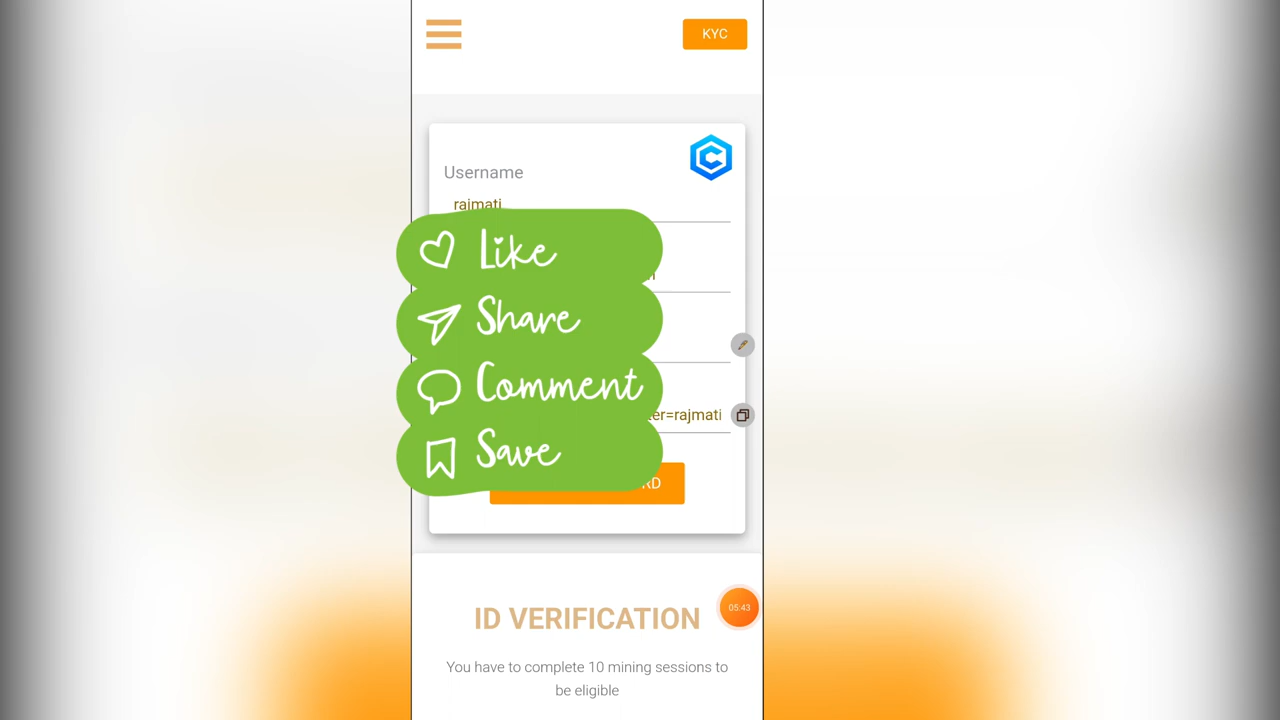 KYC
Username
rajmati
Like
Share
Comment
er=rajmati
Save
RD
05:43
ID VERIFICATION
You have to complete 10 mining sessions to
be eligible